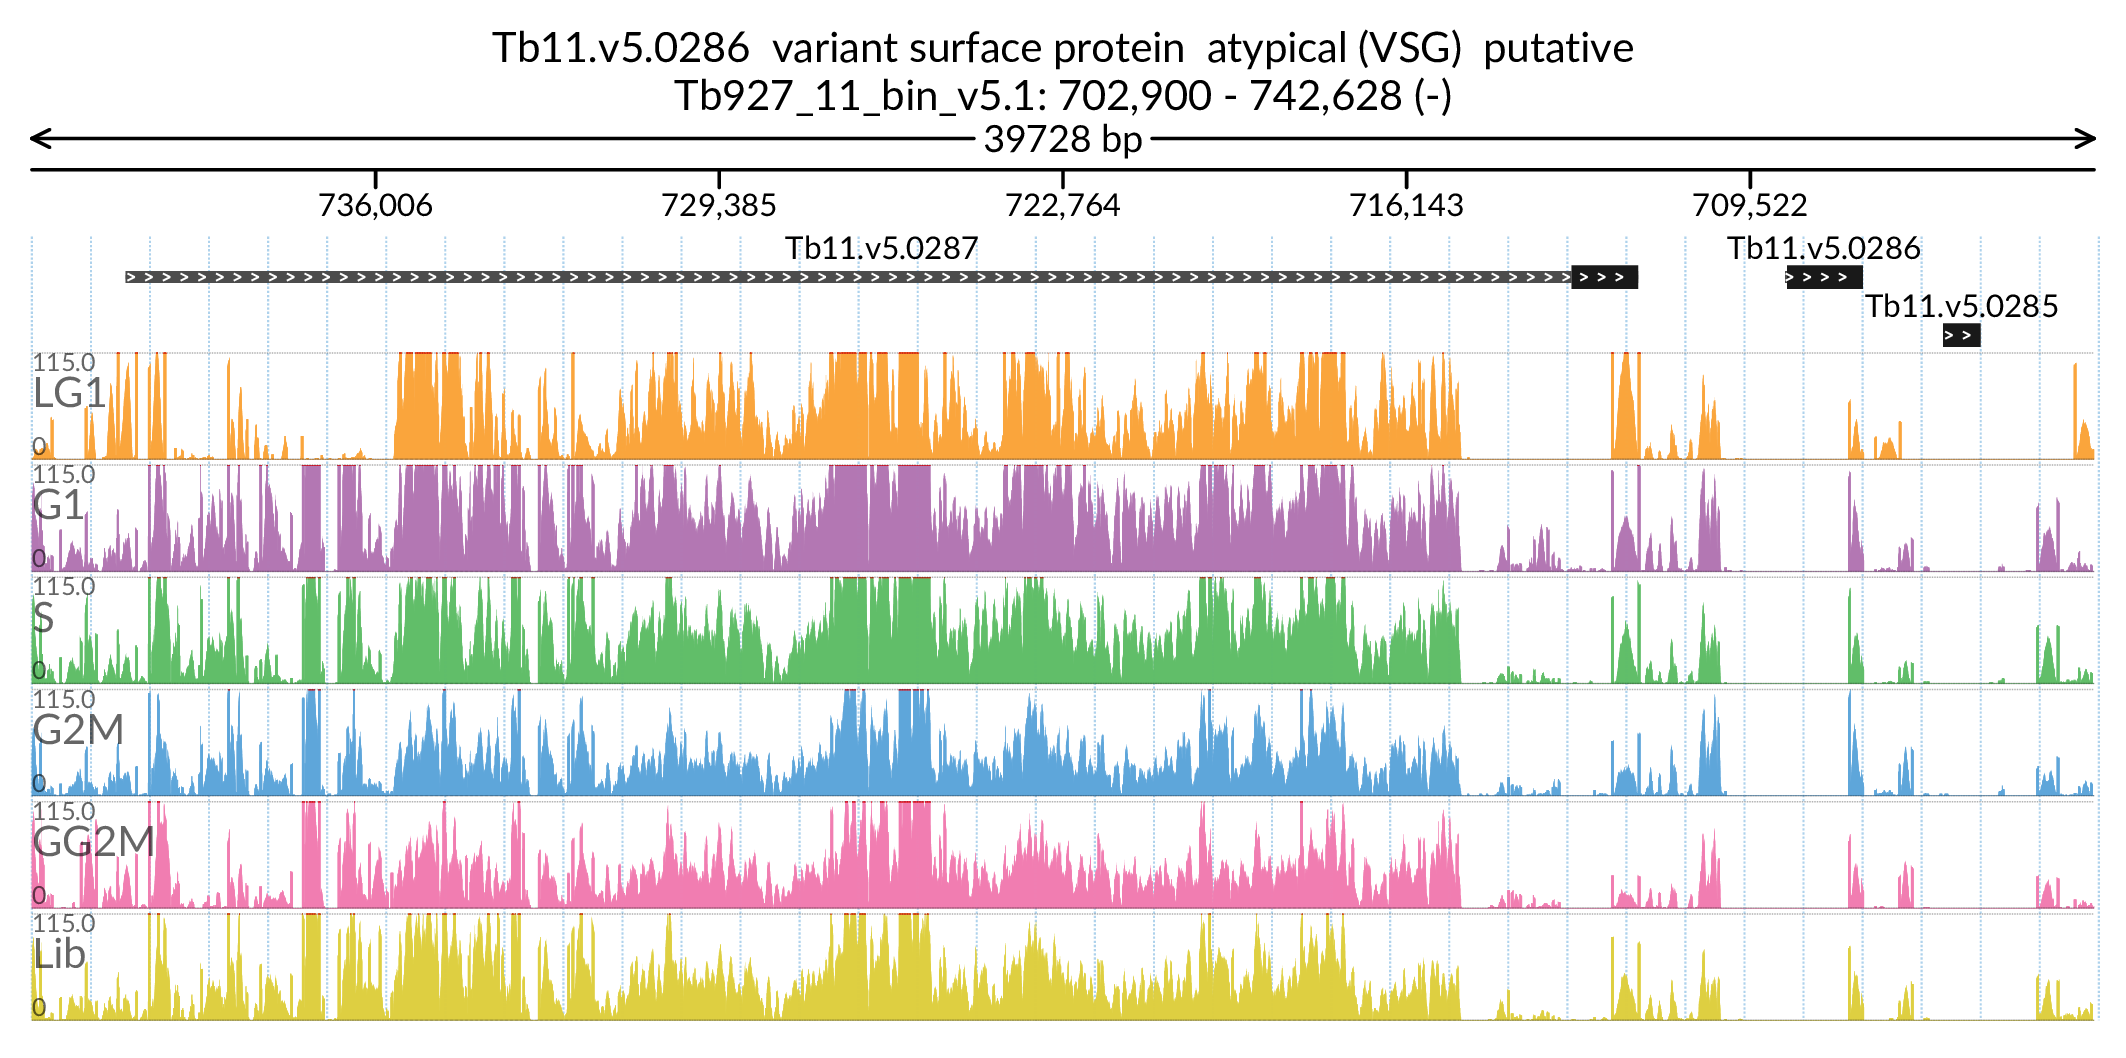 Tb11.v5.0286 variant surface protein atypical (VSG) putative
Tb927_11_bin_v5.1: 702,900 - 742,628 (-)
39728 bp
736,006 729,385 722,764 716,143 709,522
Tb11.v5.0287 Tb11.v5.0286
Tb11.v5.0285
115.0
LG1
0
115.0
G1
0
115.0
S
0
115.0
G2M
0
115.0
GG2M
0
115.0
Lib
0